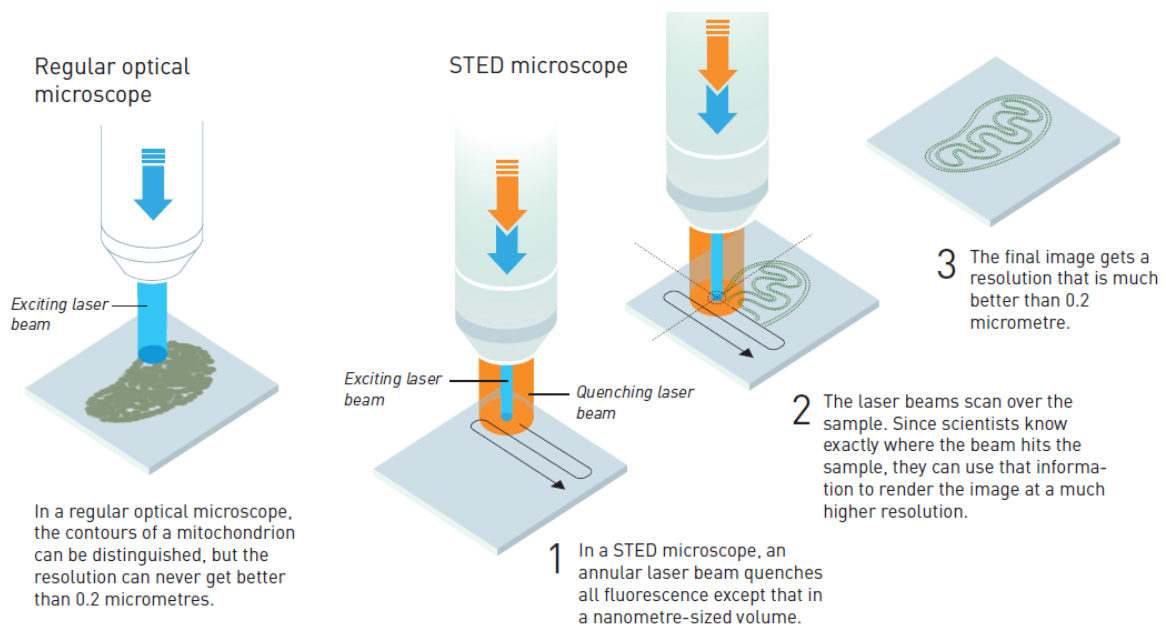 Regular optical
microscope
Exciting laser
beam
In a regular optical microscope,
the contours of a mitochondrion
can be distinguished, but the
resolution can never get better
than 0.2 micrometres.
STED microscope
Exciting laser
beam
Quenching laser
beam
1 In a STED microscope, an
annular laser beam quenches
all fluorescence except that in
a nanometre-sized volume.
2 The laser beams scan over the
sample. Since scientists know
exactly where the beam hits the
sample, they can use that informa-
tion to render the image at a much
higher resolution.
3 The final image gets a
resolution that is much
better than 0.2
micrometre.